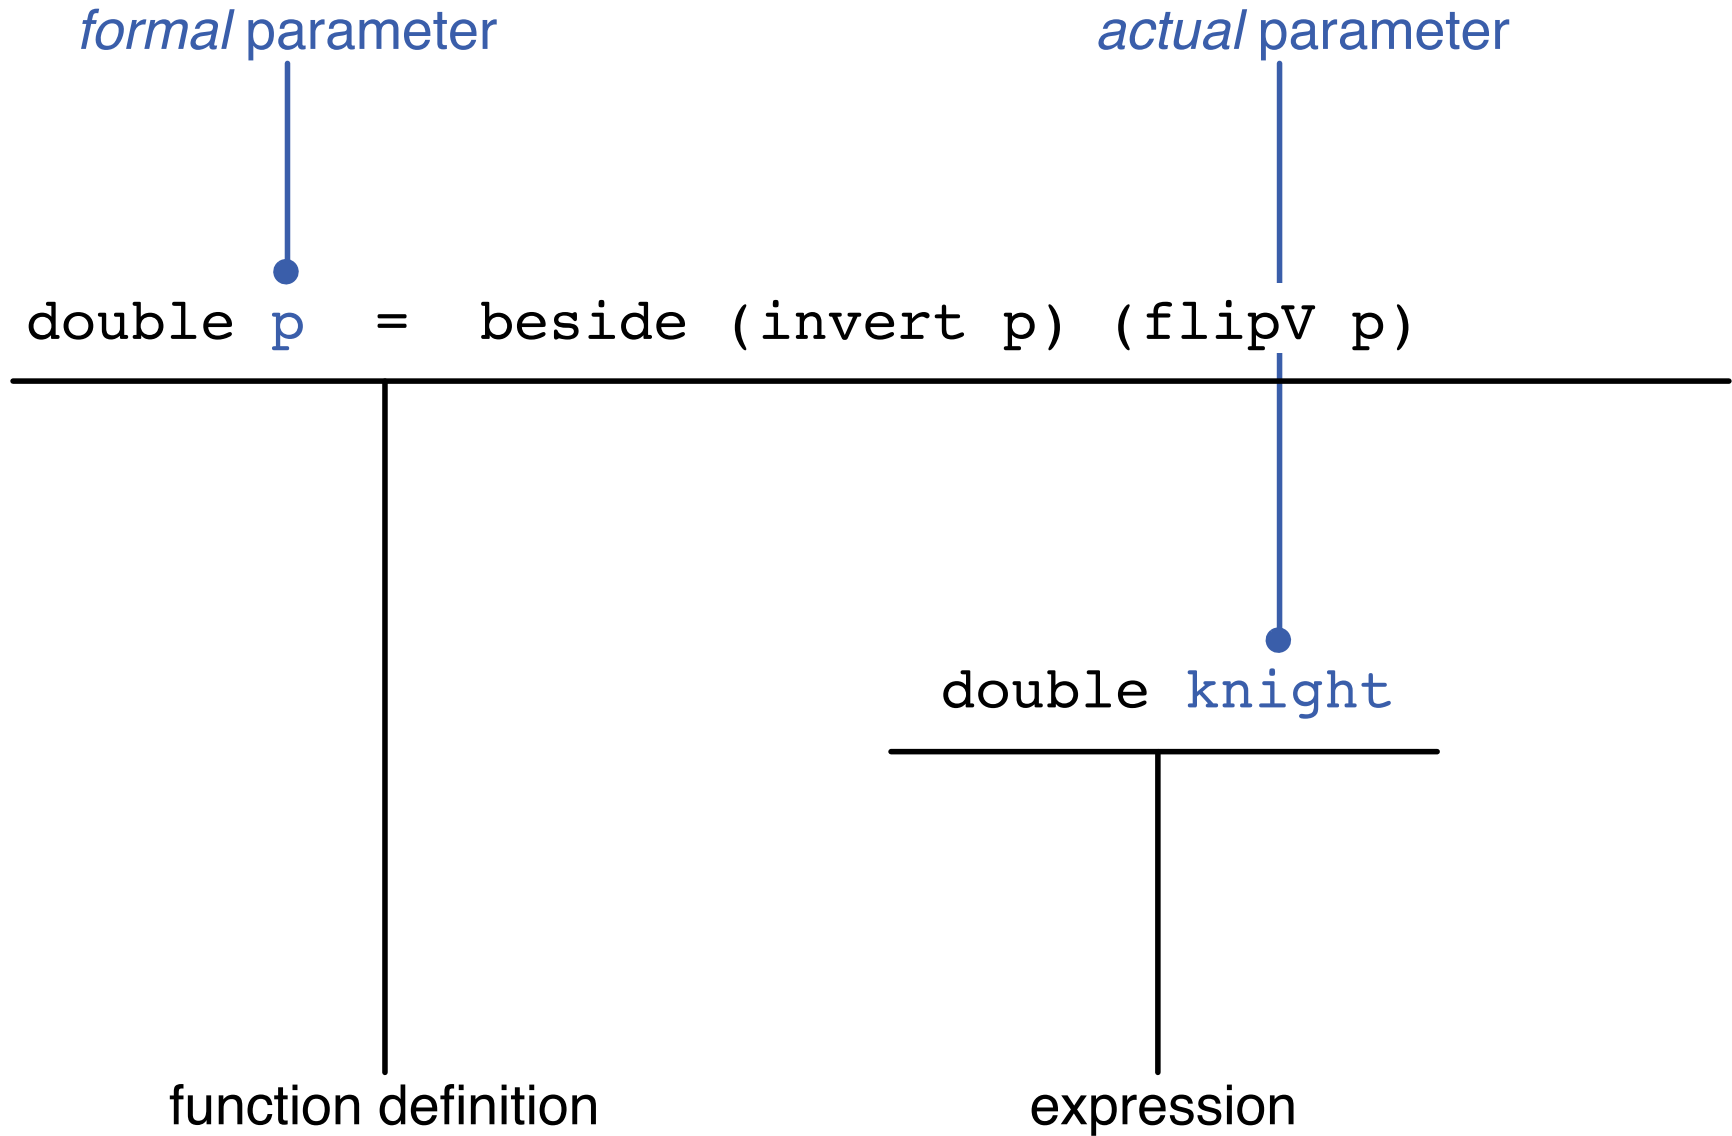 formal parameter
actual parameter
double p = beside (invert p) (flipV p)
double knight
function definition
expression